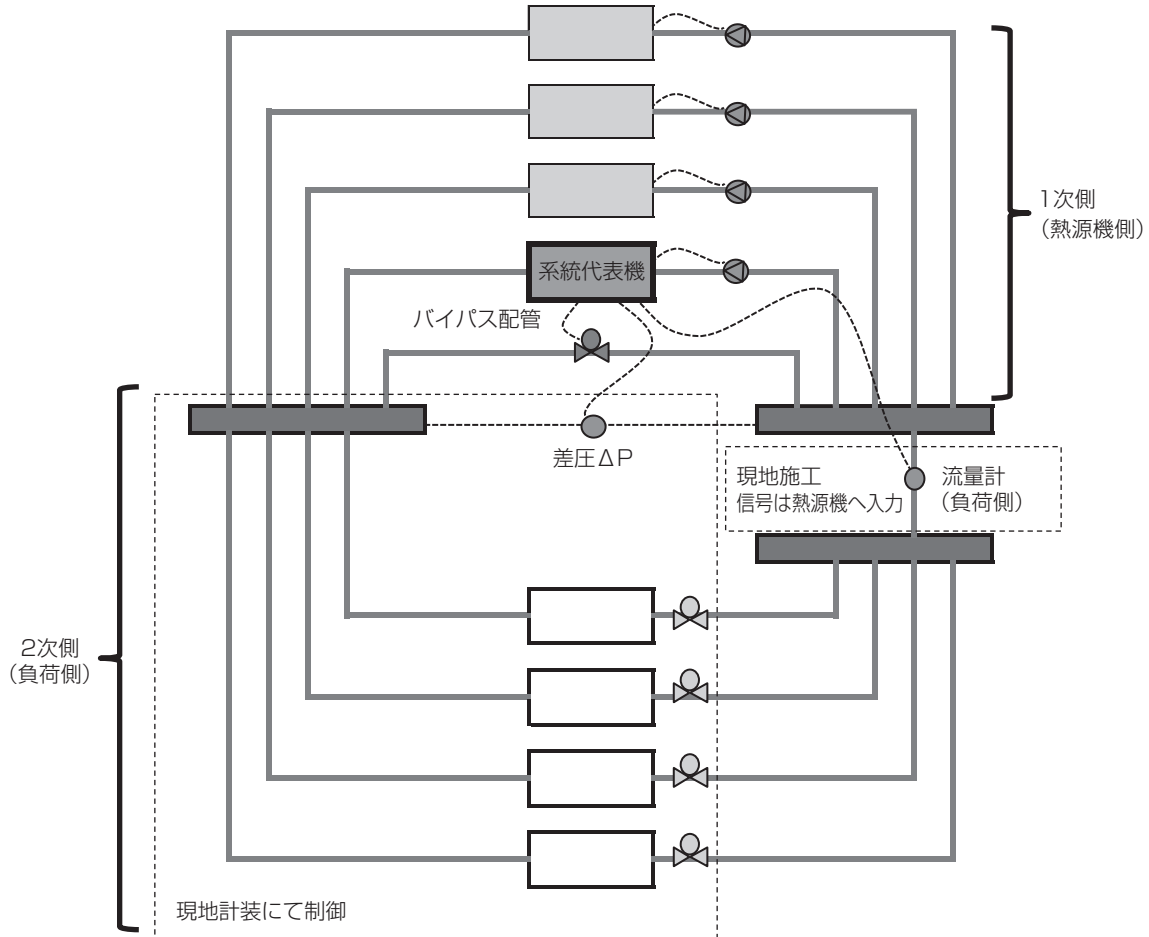 1次側
(熱源機側)
系統代表機
バイパス配管
差圧ΔP
現地施工
信号は熱源機へ入力
流量計
(負荷側)
2次側
(負荷側)
現地計装にて制御